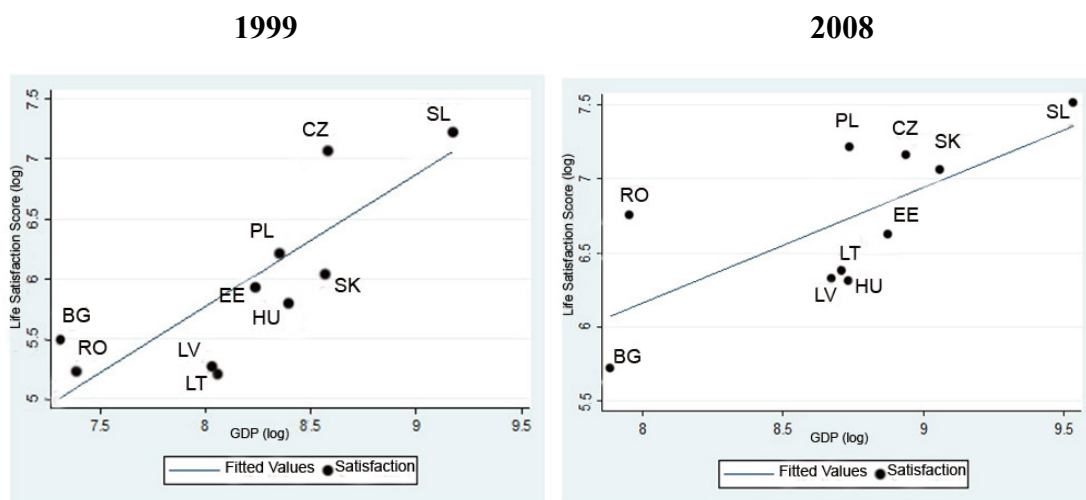 1999
7.5
7
6.5
6
5.5
5
Life Satisfaction Score (log)
SL
CZ
PL
EE
SK
HU
BG
RO
LV
LT
7.5
8
8.5
9
9.5
GDP (log)
Fitted Values Satisfaction
2008
7.5
7
6.5
6
5.5
Life Satisfaction Score (log)
SL
PL
CZ
SK
RO
EE
LT
LV
HU
BG
8
8.5
9
9.5
GDP (log)
Fitted Values Satisfaction